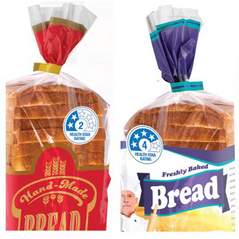 2
HEALTH STAR
RATING
Hand-Made
BREAD
4
HEALTH STAR
RATING
Freshly Baked
Bread